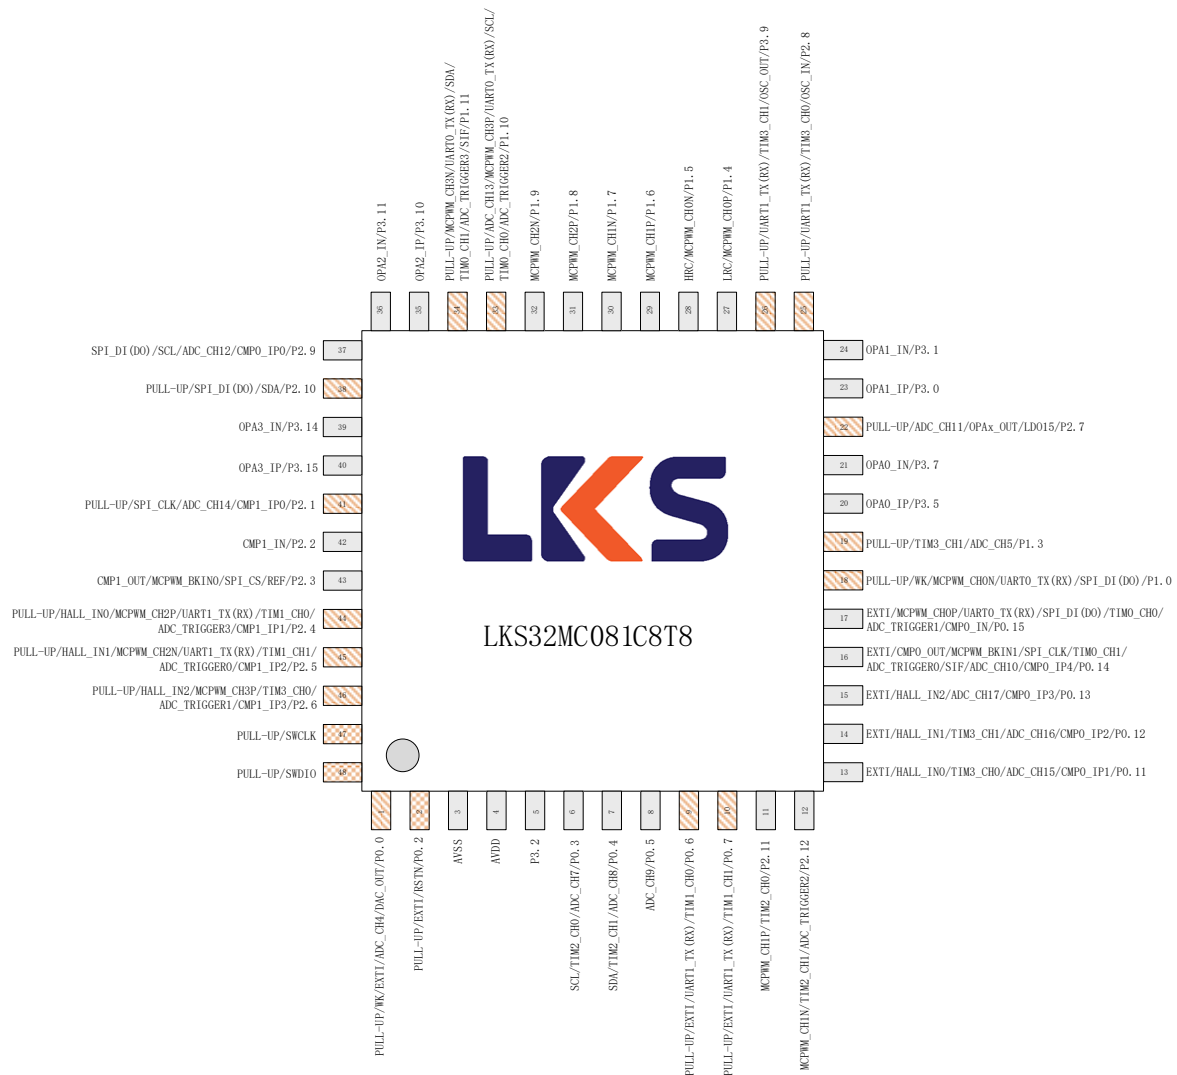 PULL-UP/MCPWM_CH3N/UART0_TX(RX)/SDA/
TIM0_CH1/ADC_TRIGGER3/SIF/P1.11
PULL-UP/ADC_CH13/MCPWM_CH3P/UART0_TX(RX)/SCL/
TIM0_CH0/ADC_TRIGGER2/P1.10
OPA2_IN/P3.11
OPA2_IP/P3.10
MCPWM_CH2N/P1.9
MCPWM_CH2P/P1.8
MCPWM_CH1N/P1.7
MCPWM_CH1P/P1.6
HRC/MCPWM_CH0N/P1.5
LRC/MCPWM_CH0P/P1.4
PULL-UP/UART1_TX(RX)/TIM3_CH1/OSC_OUT/P3.9
PULL-UP/UART1_TX(RX)/TIM3_CH0/OSC_IN/P2.8
36
35
34
33
32
31
30
29
28
27
26
25
SPI_DI(DO)/SCL/ADC_CH12/CMP0_IP0/P2.9
37
PULL-UP/SPI_DI(DO)/SDA/P2.10
38
OPA3_IN/P3.14
39
OPA3_IP/P3.15
40
PULL-UP/SPI_CLK/ADC_CH14/CMP1_IP0/P2.1
41
CMP1_IN/P2.2
42
CMP1_OUT/MCPWM_BKIN0/SPI_CS/REF/P2.3
43
PULL-UP/HALL_IN0/MCPWM_CH2P/UART1_TX(RX)/TIM1_CH0/
ADC_TRIGGER3/CMP1_IP1/P2.4
44
PULL-UP/HALL_IN1/MCPWM_CH2N/UART1_TX(RX)/TIM1_CH1/
ADC_TRIGGER0/CMP1_IP2/P2.5
45
PULL-UP/HALL_IN2/MCPWM_CH3P/TIM3_CH0/
ADC_TRIGGER1/CMP1_IP3/P2.6
46
PULL-UP/SWCLK
47
PULL-UP/SWDIO
48
LKS
LKS32MC081C8T8
24
OPA1_IN/P3.1
23
OPA1_IP/P3.0
22
PULL-UP/ADC_CH11/OPAx_OUT/LDO15/P2.7
21
OPA0_IN/P3.7
20
OPA0_IP/P3.5
19
PULL-UP/TIM3_CH1/ADC_CH5/P1.3
18
PULL-UP/WK/MCPWM_CH0N/UART0_TX(RX)/SPI_DI(DO)/P1.0
17
EXTI/MCPWM_CH0P/UART0_TX(RX)/SPI_DI(DO)/TIM0_CH0/
ADC_TRIGGER1/CMP0_IN/P0.15
16
EXTI/CMP0_OUT/MCPWM_BKIN1/SPI_CLK/TIM0_CH1/
ADC_TRIGGER0/SIF/ADC_CH10/CMP0_IP4/P0.14
15
EXTI/HALL_IN2/ADC_CH17/CMP0_IP3/P0.13
14
EXTI/HALL_IN1/TIM3_CH1/ADC_CH16/CMP0_IP2/P0.12
13
EXTI/HALL_IN0/TIM3_CH0/ADC_CH15/CMP0_IP1/P0.11
1
2
3
4
5
6
7
8
9
10
11
12
PULL-UP/WK/EXTI/ADC_CH4/DAC_OUT/P0.0
PULL-UP/EXTI/RSTN/P0.2
AVSS
AVDD
P3.2
SCL/TIM2_CH0/ADC_CH7/P0.3
SDA/TIM2_CH1/ADC_CH8/P0.4
ADC_CH9/P0.5
PULL-UP/EXTI/UART1_TX(RX)/TIM1_CH0/P0.6
PULL-UP/EXTI/UART1_TX(RX)/TIM1_CH1/P0.7
MCPWM_CH1P/TIM2_CH0/P2.11
MCPWM_CH1N/TIM2_CH1/ADC_TRIGGER2/P2.12